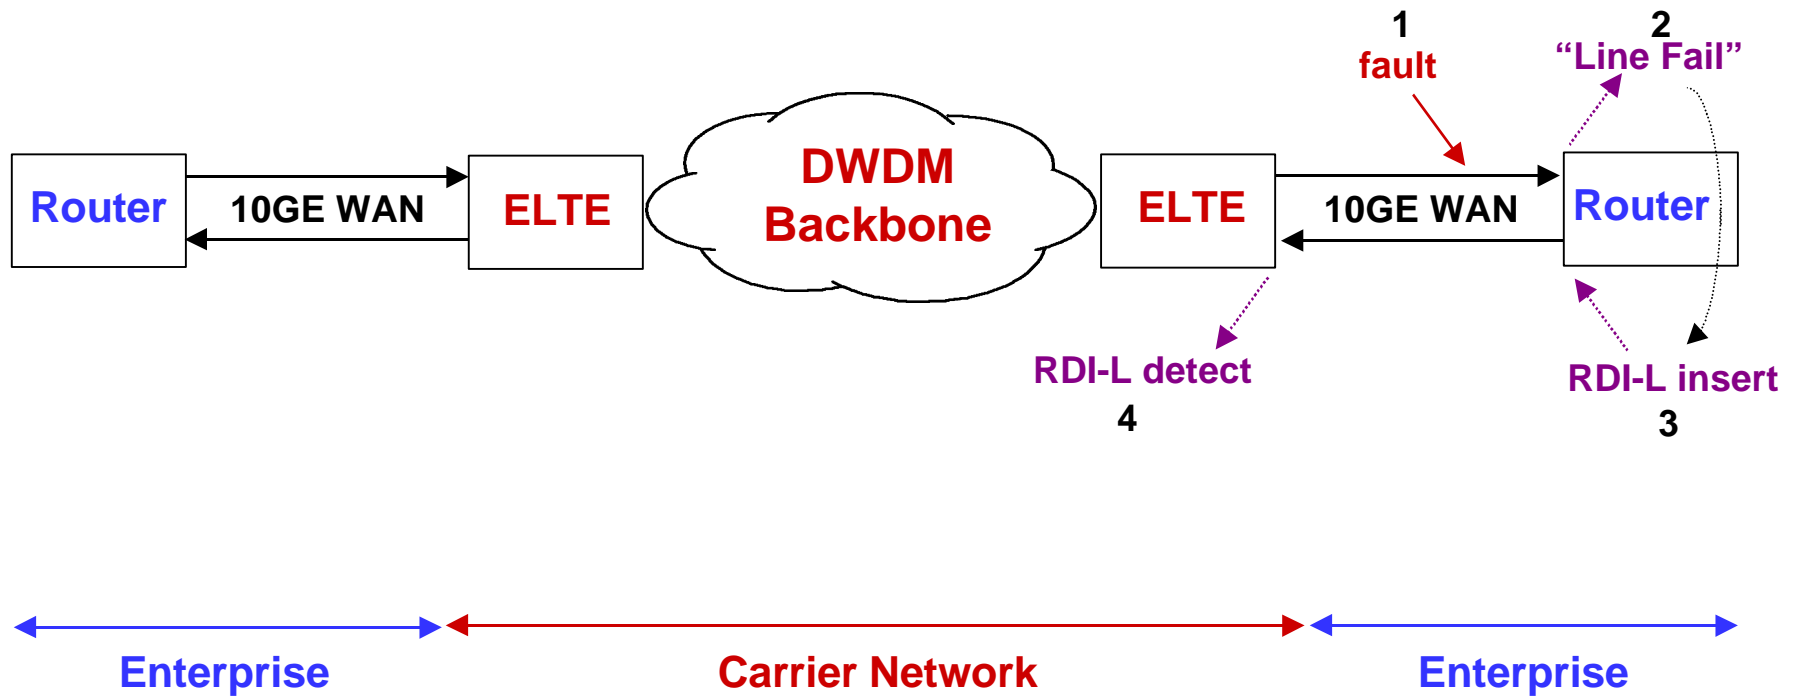 1
fault
2
“Line Fail”
Router
10GE WAN
ELTE
DWDM
Backbone
ELTE
10GE WAN
Router
RDI-L detect
4
RDI-L insert
3
Enterprise
Carrier Network
Enterprise